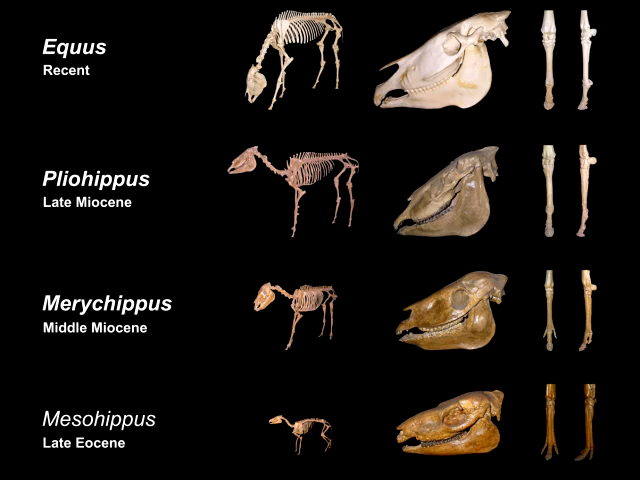 Equus
Recent
Pliohippus
Late Miocene
Merychippus
Middle Miocene
Mesohippus
Late Eocene